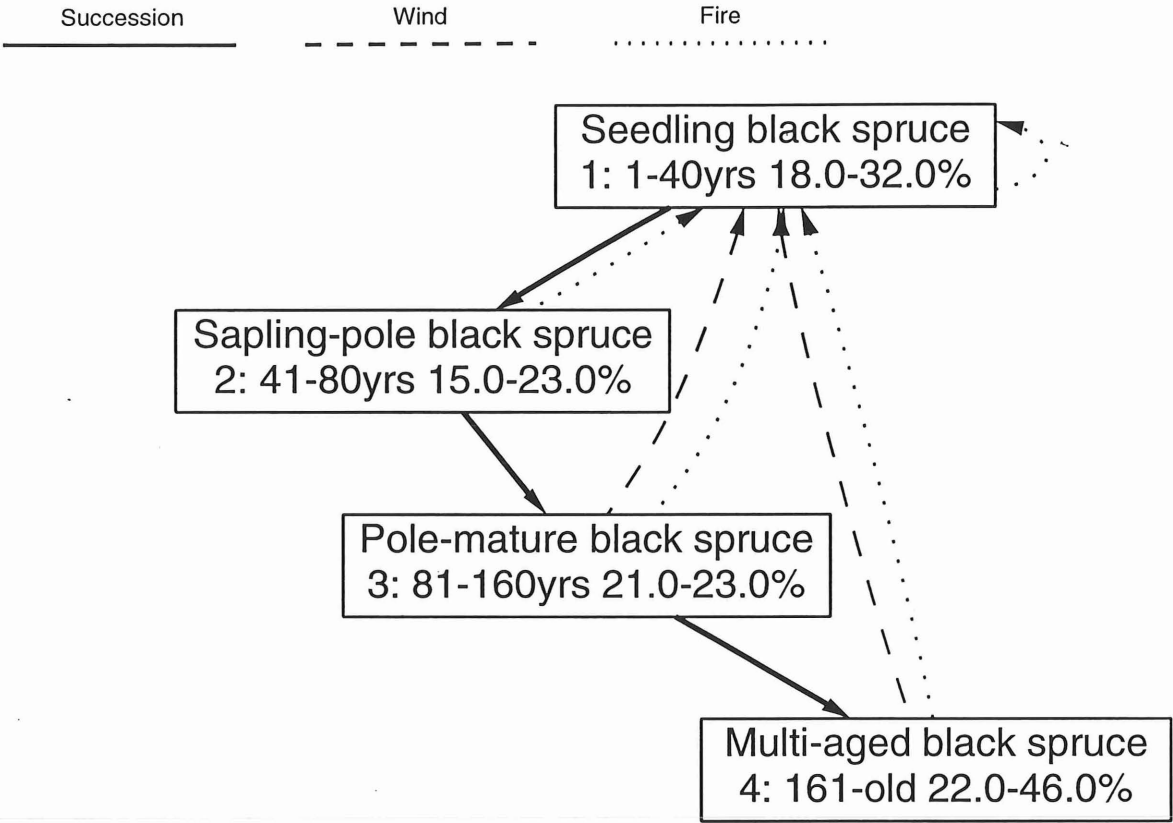 Succession Wind Fire
Seedling black spruce
1: 1-40yrs 18.0-32.0%
Sapling-pole black spruce
2: 41-80yrs 15.0-23.0%
Pole-mature black spruce
3: 81-160yrs 21.0-23.0%
Multi-aged black spruce
4: 161-old 22.0-46.0%